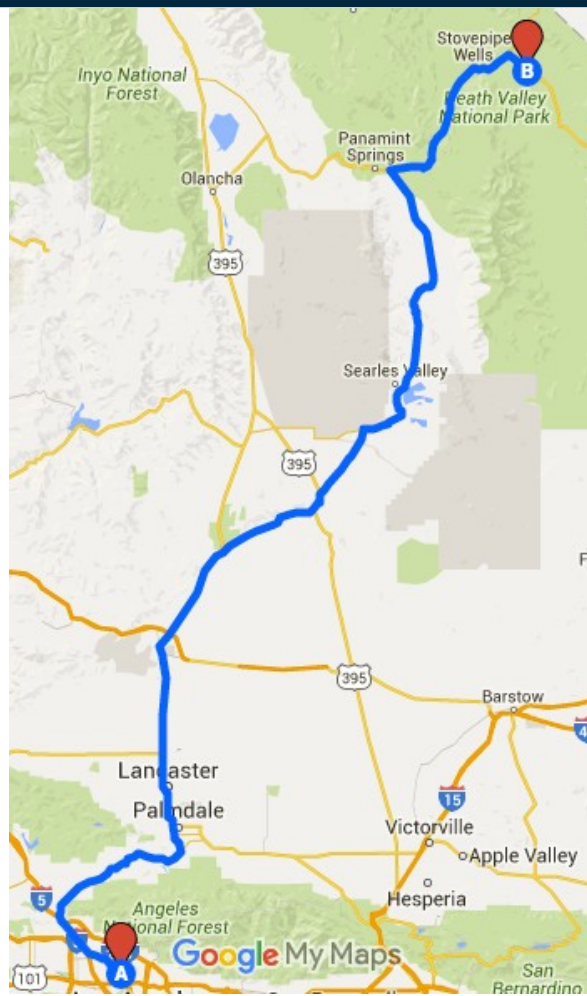 Stovepipe
Wells
B
Inyo National
Forest
Death Valley
National Park
Panamint
Springs
Olancha
395
Searles Valley
395
395
Barstow
Lancaster
15
Palmdale
Victorville
Apple Valley
5
Hesperia
Angeles
National Forest
A
Google My Maps
101
San
Bernardino